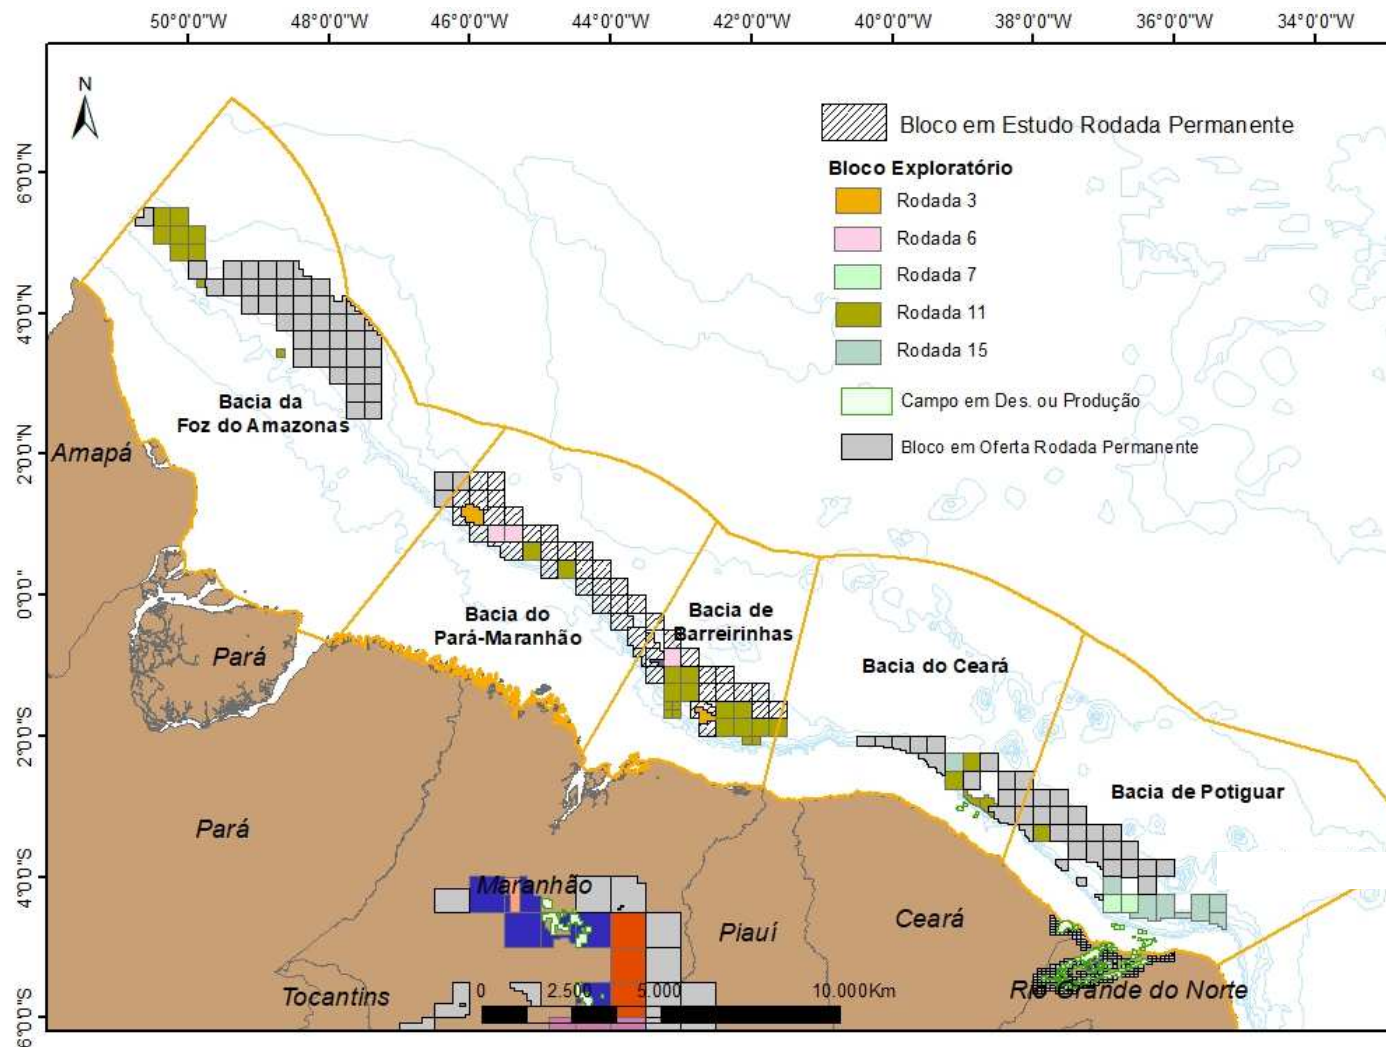 50°0'0"W 48°0'0"W 46°0'0"W 44°0'0"W 42°0'0"W 40°0'0"W 38°0'0"W 36°0'0"W 34°0'0"W
N
Bloco em Estudo Rodada Permanente
Bloco Exploratório
Rodada 3
Rodada 6
Rodada 7
Rodada 11
Rodada 15
Campo em Des. ou Produção
Bloco em Oferta Rodada Permanente
6°0'0"N
4°0'0"N
2°0'0"N
0°0'0"
2°0'0"S
4°0'0"S
6°0'0"S
Bacia da
Foz do Amazonas
Amapá
Bacia do
Pará-Maranhão
Bacia de
Barreirinhas
Bacia do Ceará
Bacia de Potiguar
Pará
Pará
Maranhão
Piauí
Ceará
Tocantins
Rio Grande do Norte
0 2.500 5.000 10.000Km